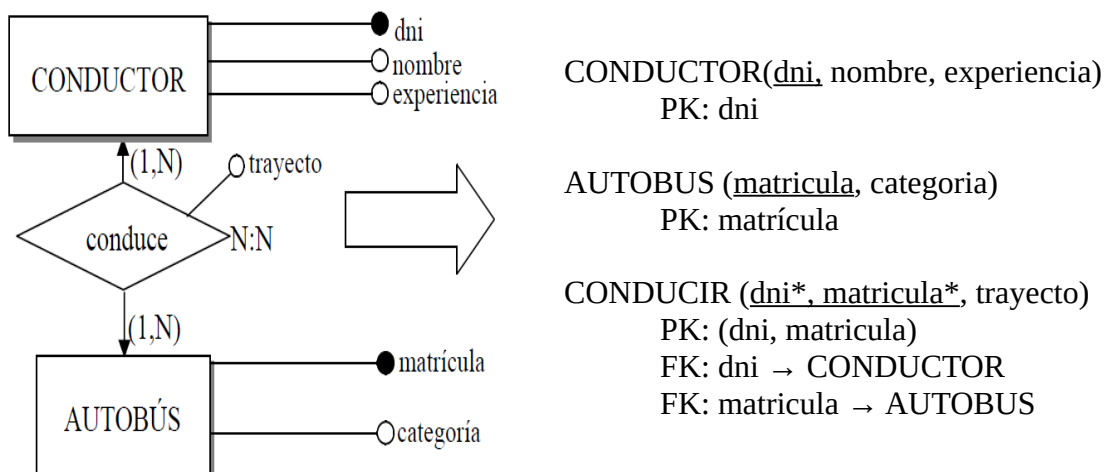 CONDUCTOR
dni
nombre
experiencia
(1,N)
trayecto
conduce
N:N
(1,N)
AUTOBÚS
matrícula
categoría
CONDUCTOR(dni, nombre, experiencia)
PK: dni
AUTOBUS (matricula, categoria)
PK: matrícula
CONDUCIR (dni*, matricula*, trayecto)
PK: (dni, matricula)
FK: dni → CONDUCTOR
FK: matricula → AUTOBUS